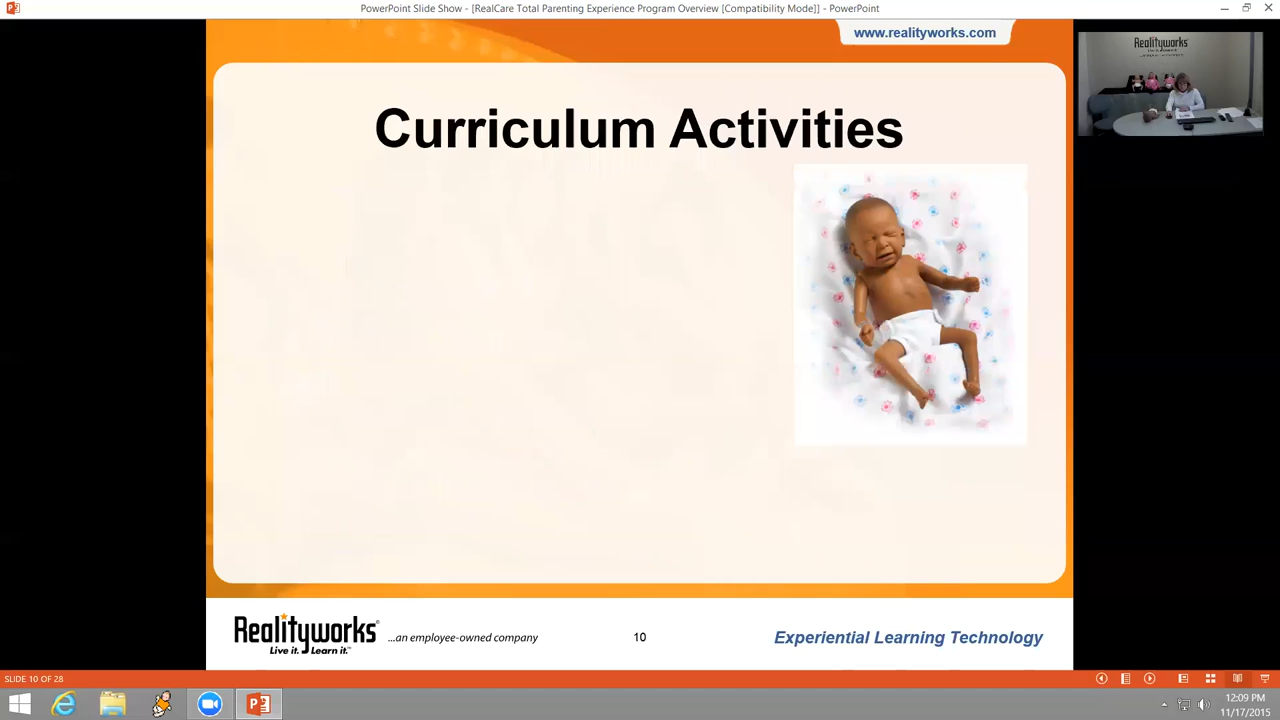 PowerPoint Slide Show - [RealCare Total Parenting Experience Program Overview [Compatibility Mode]] - PowerPoint
www.realityworks.com
Realityworks
Curriculum Activities
Realityworks
Live it. Learn it.™
...an employee-owned company
10
Experiential Learning Technology
SLIDE 10 OF 28
12:09 PM
11/17/2015